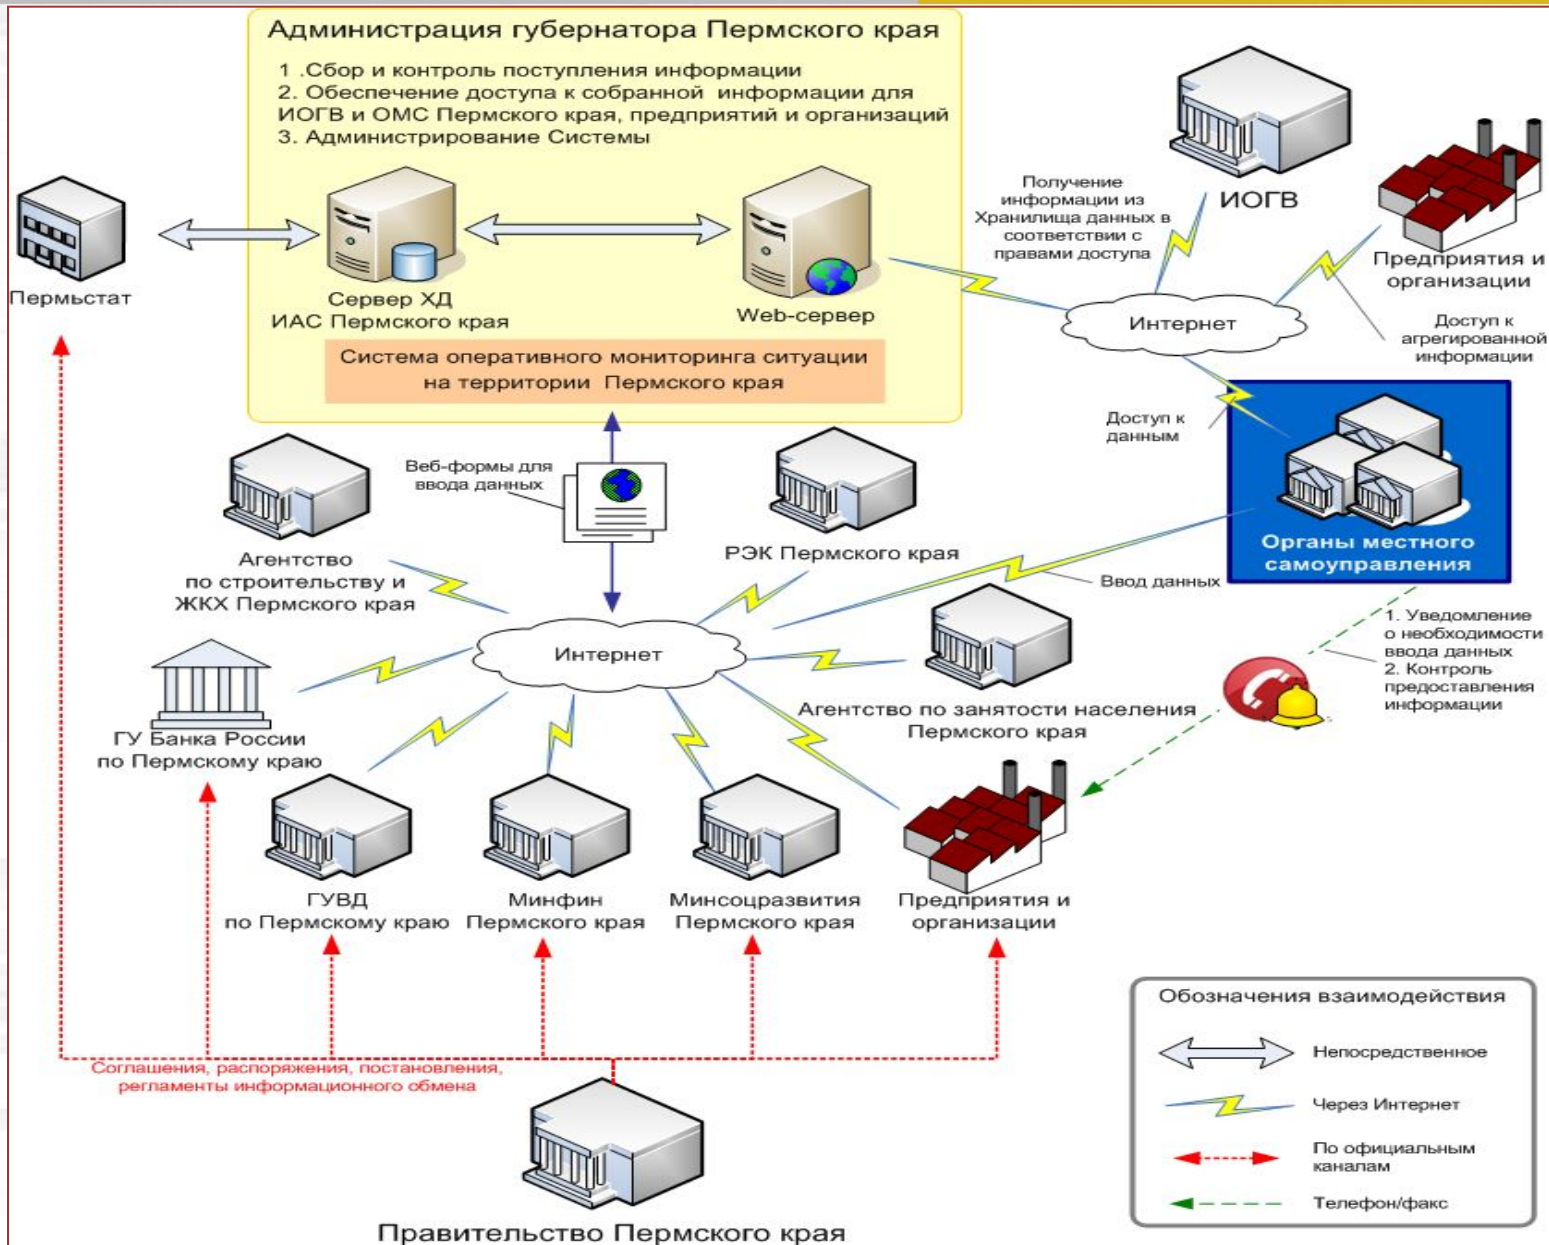 Администрация губернатора Пермского края
1 .Сбор и контроль поступления информации
2. Обеспечение доступа к собранной информации для
ИОГВ и ОМС Пермского края, предприятий и организаций
3. Администрирование Системы
Пермьстат
Сервер ХД
ИАС Пермского края
Web-сервер
Система оперативного мониторинга ситуации
на территории Пермского края
Получение
информации из
Хранилища данных в
соответствии с
правами доступа
ИОГВ
Предприятия и
организации
Интернет
Доступ к
агрегированной
информации
Доступ к
данным
Органы местного
самоуправления
Веб-формы для
ввода данных
Агентство
по строительству и
ЖКХ Пермского края
РЭК Пермского края
Ввод данных
1. Уведомление
о необходимости
ввода данных
2. Контроль
предоставления
информации
Интернет
Агентство по занятости населения
Пермского края
ГУ Банка России
по Пермскому краю
ГУВД
по Пермскому краю
Минфин
Пермского края
Минсоцразвития
Пермского края
Предприятия и
организации
Соглашения, распоряжения, постановления,
регламенты информационного обмена
Правительство Пермского края
Обозначения взаимодействия
Непосредственное
Через Интернет
По официальным
каналам
Телефон/факс